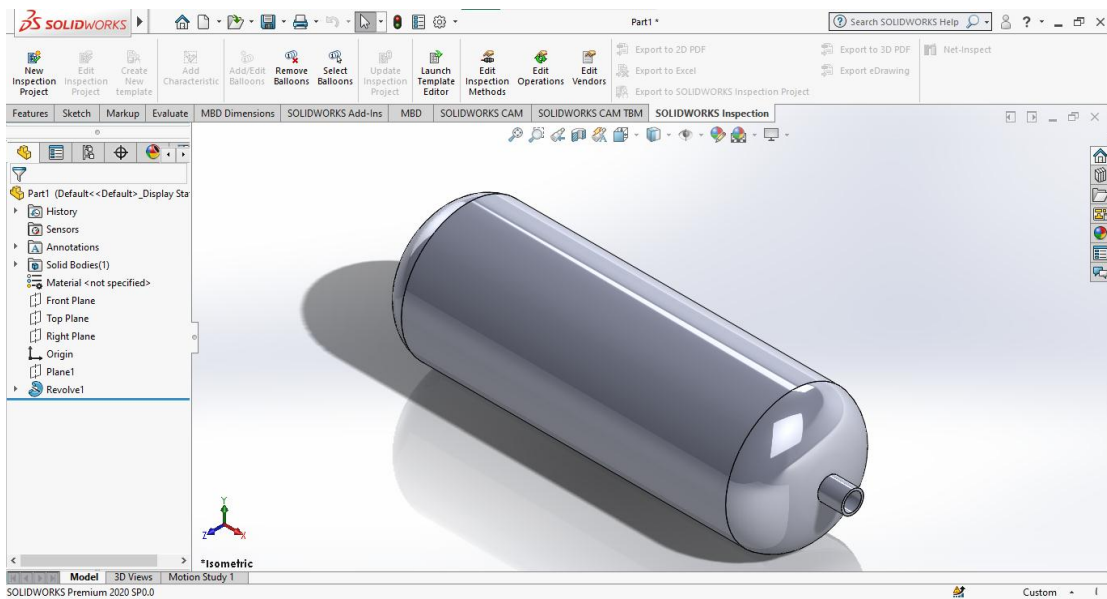 SOLIDWORKS
Part1 *
Search SOLIDWORKS Help
New Inspection Project
Edit Inspection Project
Create New template
Add Characteristic
Add/Edit Balloons
Remove Balloons
Select Balloons
Update Inspection Project
Launch Template Editor
Edit Inspection Methods
Edit Operations
Edit Vendors
Export to 2D PDF
Export to Excel
Export to SOLIDWORKS Inspection Project
Export to 3D PDF
Export eDrawing
Net-Inspect
Features Sketch Markup Evaluate MBD Dimensions SOLIDWORKS Add-Ins MBD SOLIDWORKS CAM SOLIDWORKS CAM TBM SOLIDWORKS Inspection
Part1 (Default<<Default>_Display Sta
History
Sensors
A Annotations
Solid Bodies(1)
Material <not specified>
Front Plane
Top Plane
Right Plane
Origin
Plane1
Revolve1
Y
Z X
*Isometric
Model 3D Views Motion Study 1
SOLIDWORKS Premium 2020 SP0.0
Custom